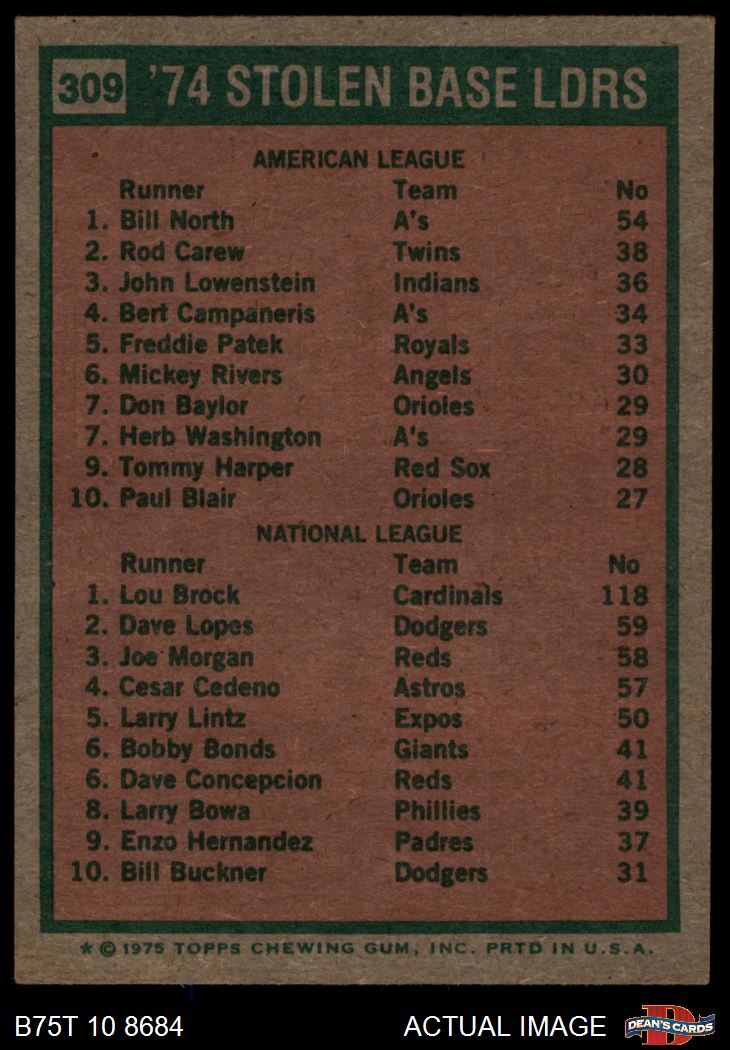 309 '74 STOLEN BASE LDRS
AMERICAN LEAGUE
Runner Team No
1. Bill North A's 54
2. Rod Carew Twins 38
3. John Lowenstein Indians 36
4. Bert Campaneris A's 34
5. Freddie Patek Royals 33
6. Mickey Rivers Angels 30
7. Don Baylor Orioles 29
7. Herb Washington A's 29
9. Tommy Harper Red Sox 28
10. Paul Blair Orioles 27
NATIONAL LEAGUE
Runner Team No
1. Lou Brock Cardinals 118
2. Dave Lopes Dodgers 59
3. Joe Morgan Reds 58
4. Cesar Cedeno Astros 57
5. Larry Lintz Expos 50
6. Bobby Bonds Giants 41
6. Dave Concepcion Reds 41
8. Larry Bowa Phillies 39
9. Enzo Hernandez Padres 37
10. Bill Buckner Dodgers 31
* © 1975 TOPPS CHEWING GUM, INC. PRTD IN U.S.A.
B75T 10 8684 ACTUAL IMAGE D DEAN'S CARDS